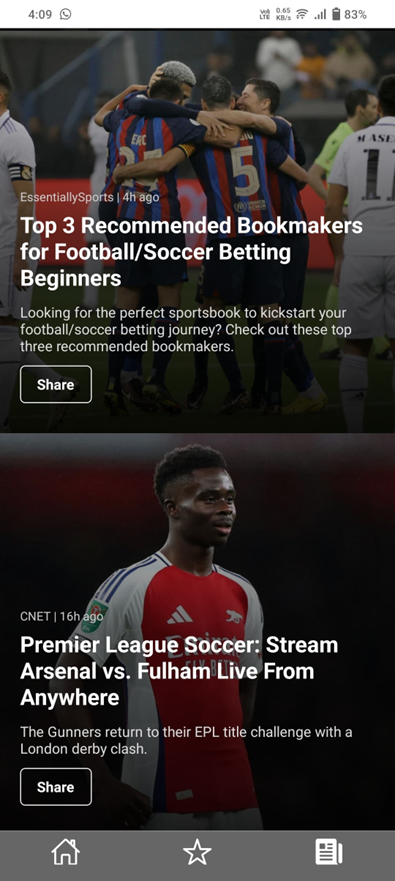 4:09
Vo) LTE
0.65 KB/s
83%
ERIC
5
11
EssentiallySports | 4h ago
Top 3 Recommended Bookmakers
for Football/Soccer Betting
Beginners
Looking for the perfect sportsbook to kickstart your
football/soccer betting journey? Check out these top
three recommended bookmakers.
Share
CNET | 16h ago
Premier League Soccer: Stream
Arsenal vs. Fulham Live From
Anywhere
The Gunners return to their EPL title challenge with a
London derby clash.
Share